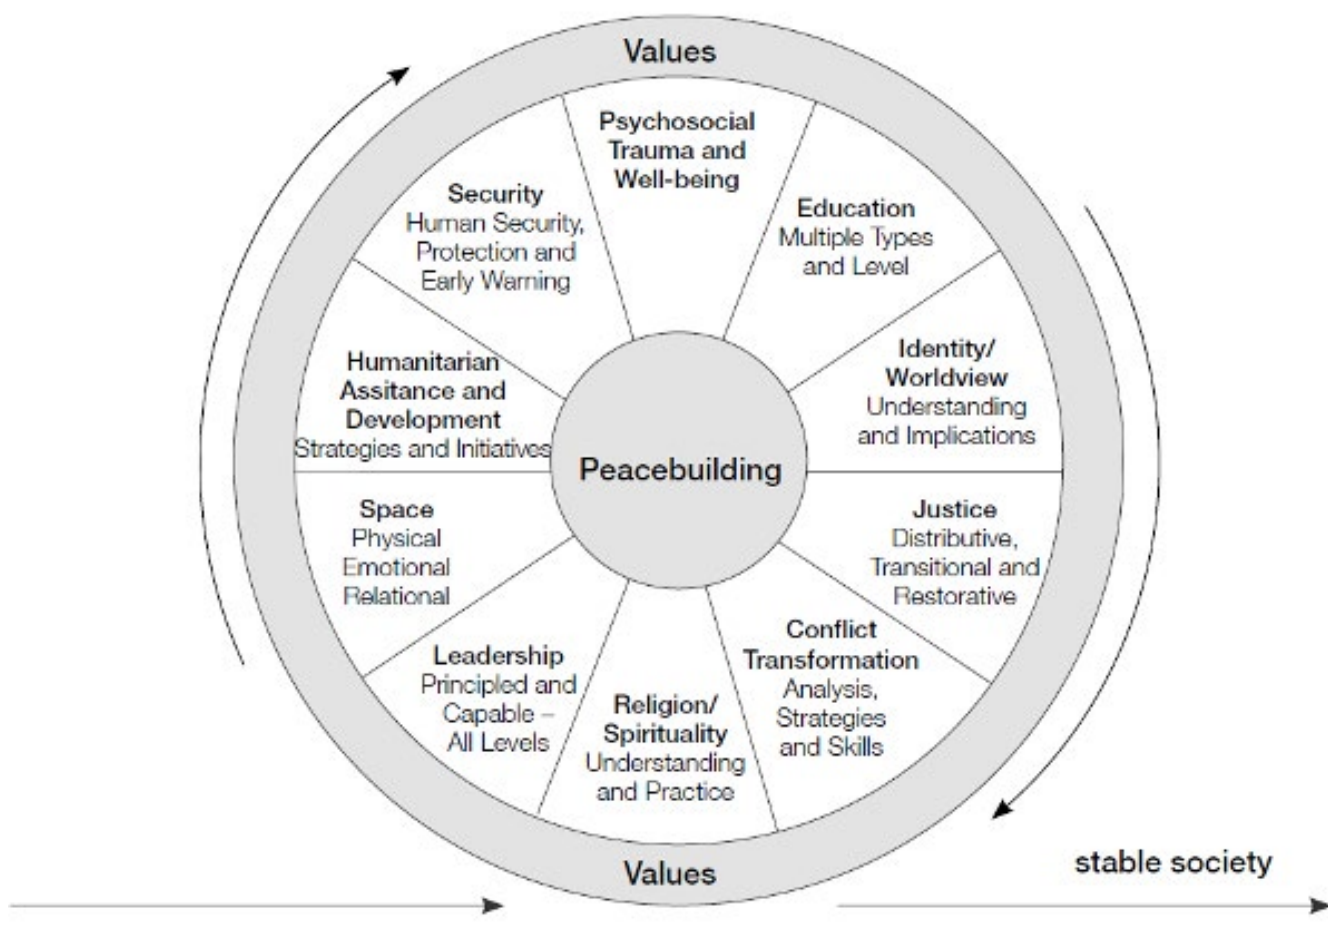 Values
Psychosocial
Trauma and
Well-being
Education
Multiple Types
and Level
Identity/
Worldview
Understanding
and Implications
Justice
Distributive,
Transitional and
Restorative
Conflict
Transformation
Analysis,
Strategies
and Skills
Religion/
Spirituality
Understanding
and Practice
Leadership
Principled and
Capable –
All Levels
Space
Physical
Emotional
Relational
Humanitarian
Assitance and
Development
Strategies and Initiatives
Security
Human Security,
Protection and
Early Warning
Peacebuilding
Values
stable society